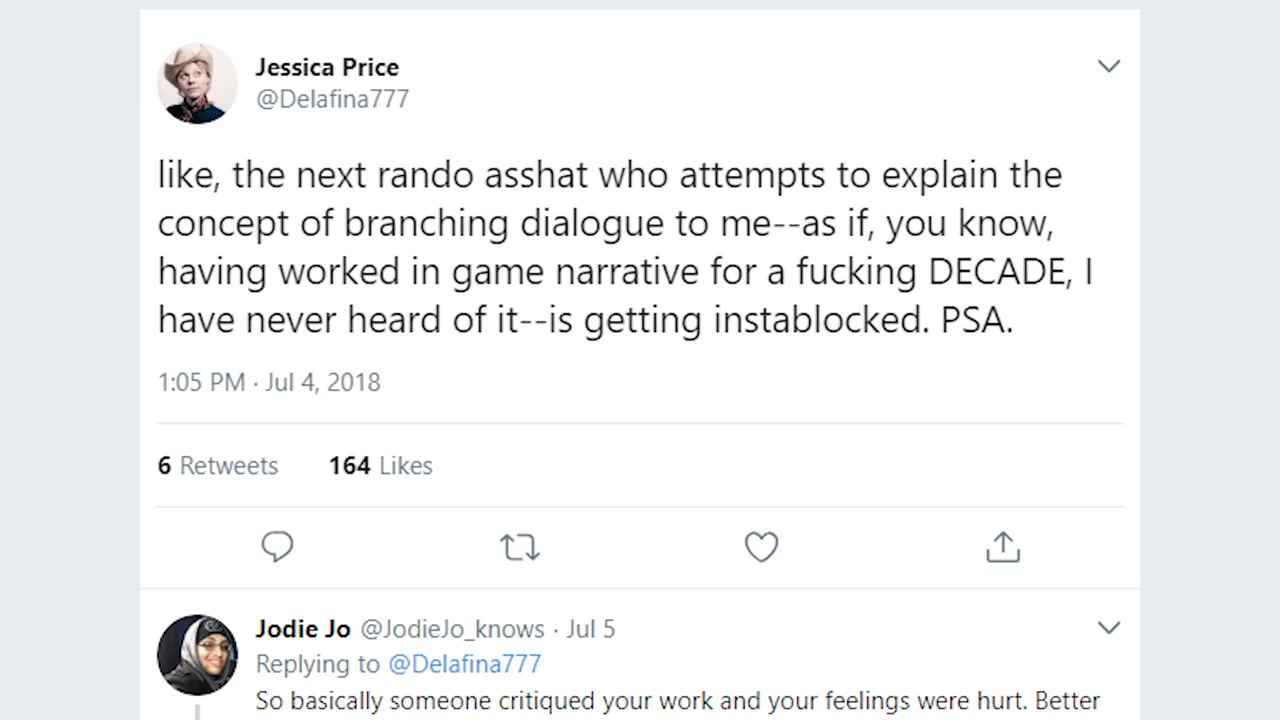 Jessica Price
@Delafina777
like, the next rando asshat who attempts to explain the
concept of branching dialogue to me--as if, you know,
having worked in game narrative for a fucking DECADE, I
have never heard of it--is getting instablocked. PSA.
1:05 PM · Jul 4, 2018
6 Retweets 164 Likes
Jodie Jo @JodieJo_knows · Jul 5
Replying to @Delafina777
So basically someone critiqued your work and your feelings were hurt. Better